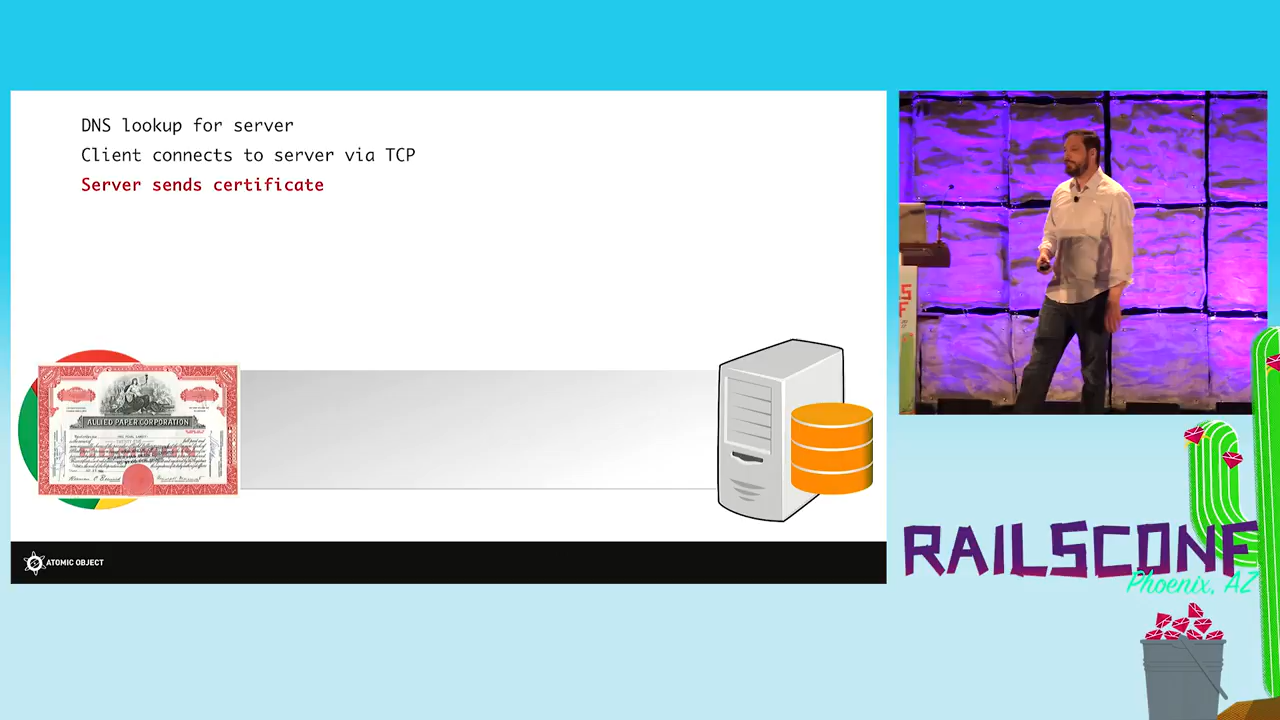 DNS lookup for server
Client connects to server via TCP
Server sends certificate
ALLIED PAPER CORPORATION
ATOMIC OBJECT
RAILSCONF
Phoenix, AZ